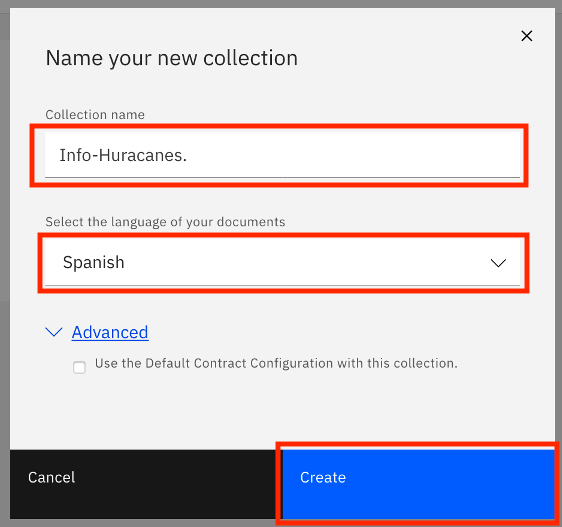 Name your new collection
Collection name
Info-Huracanes.
Select the language of your documents
Spanish
Advanced
Use the Default Contract Configuration with this collection.
Cancel
Create